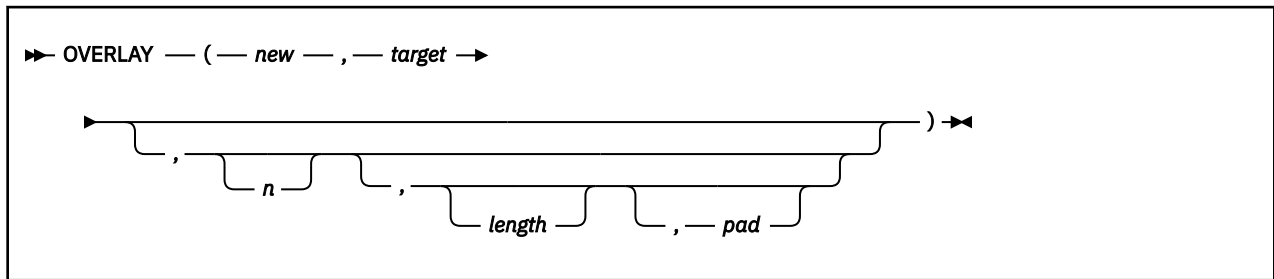 OVERLAY ( new , target
)
, n ,
length , pad